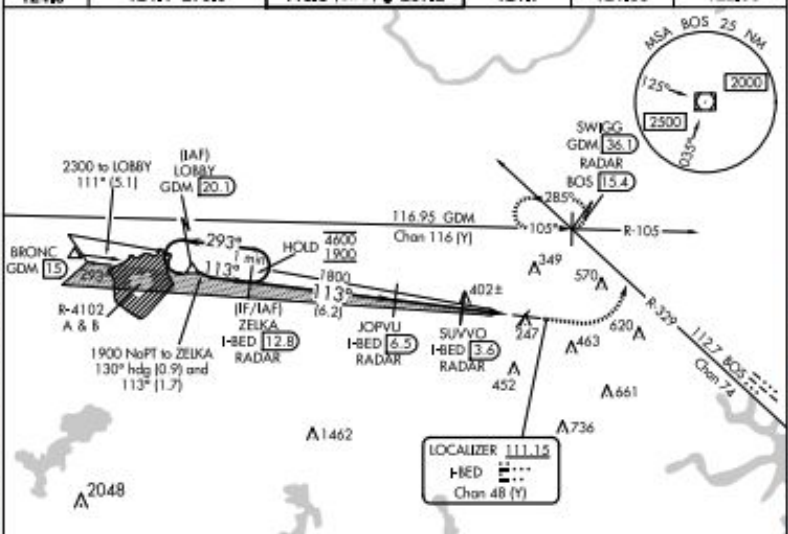 MSA BOS 25 NM
125°
2000
2500
035°
SWIGG
GDM 36.1
RADAR
BOS 15.4
285°
105°
R-105
116.95 GDM
Chan 116 (Y)
2300 to LOBBY
111° (5.1)
(IAF)
LOBBY
GDM 20.1
BRONC
GDM 15
293°
293°
113°
1 min
HOLD
4600
1900
1800
113°
(6.2)
R-4102
A & B
(IF/IAF)
ZELKA
I-BED 12.8
RADAR
JOPVU
I-BED 6.5
RADAR
SUVVO
I-BED 3.6
RADAR
1900 NoPT to ZELKA
130° hdg (0.9) and
113° (1.7)
402±
349
570
247
463
620
452
661
736
1462
2048
R-329
112.7 BOS
Chan 74
LOCALIZER 111.15
I-BED
Chan 48 (Y)